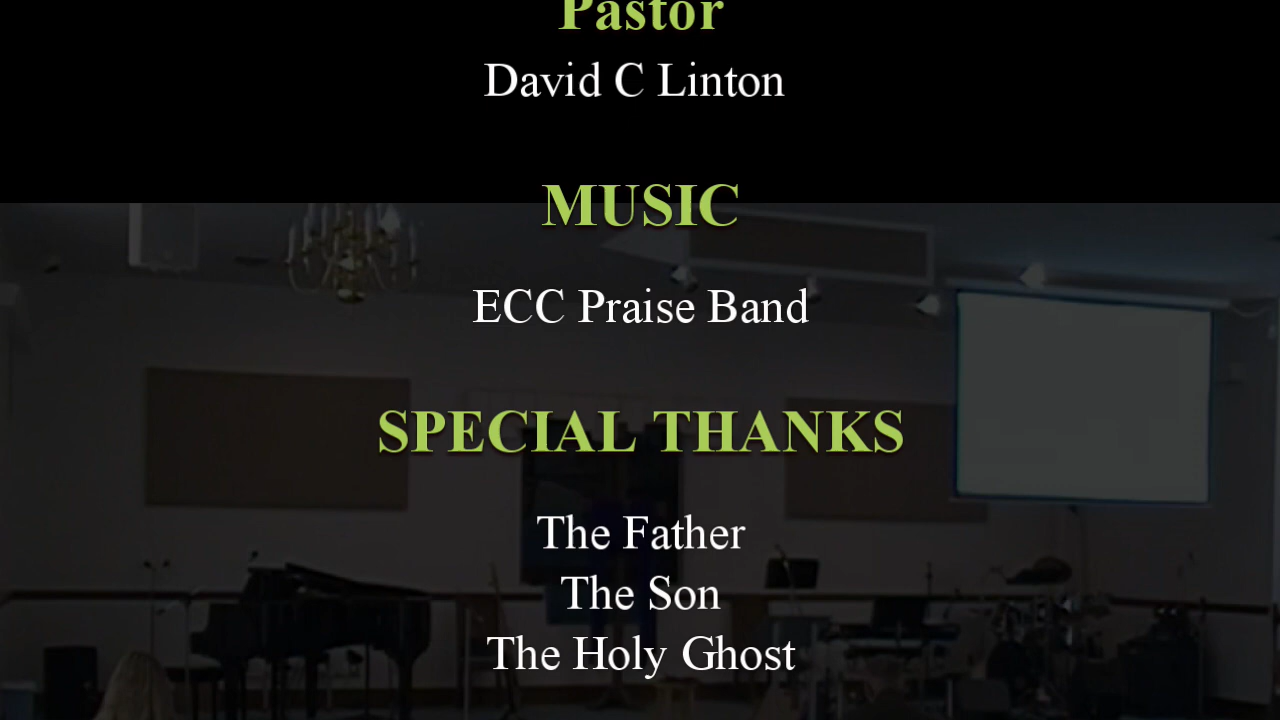 Pastor
David C Linton
MUSIC
ECC Praise Band
SPECIAL THANKS
The Father
The Son
The Holy Ghost